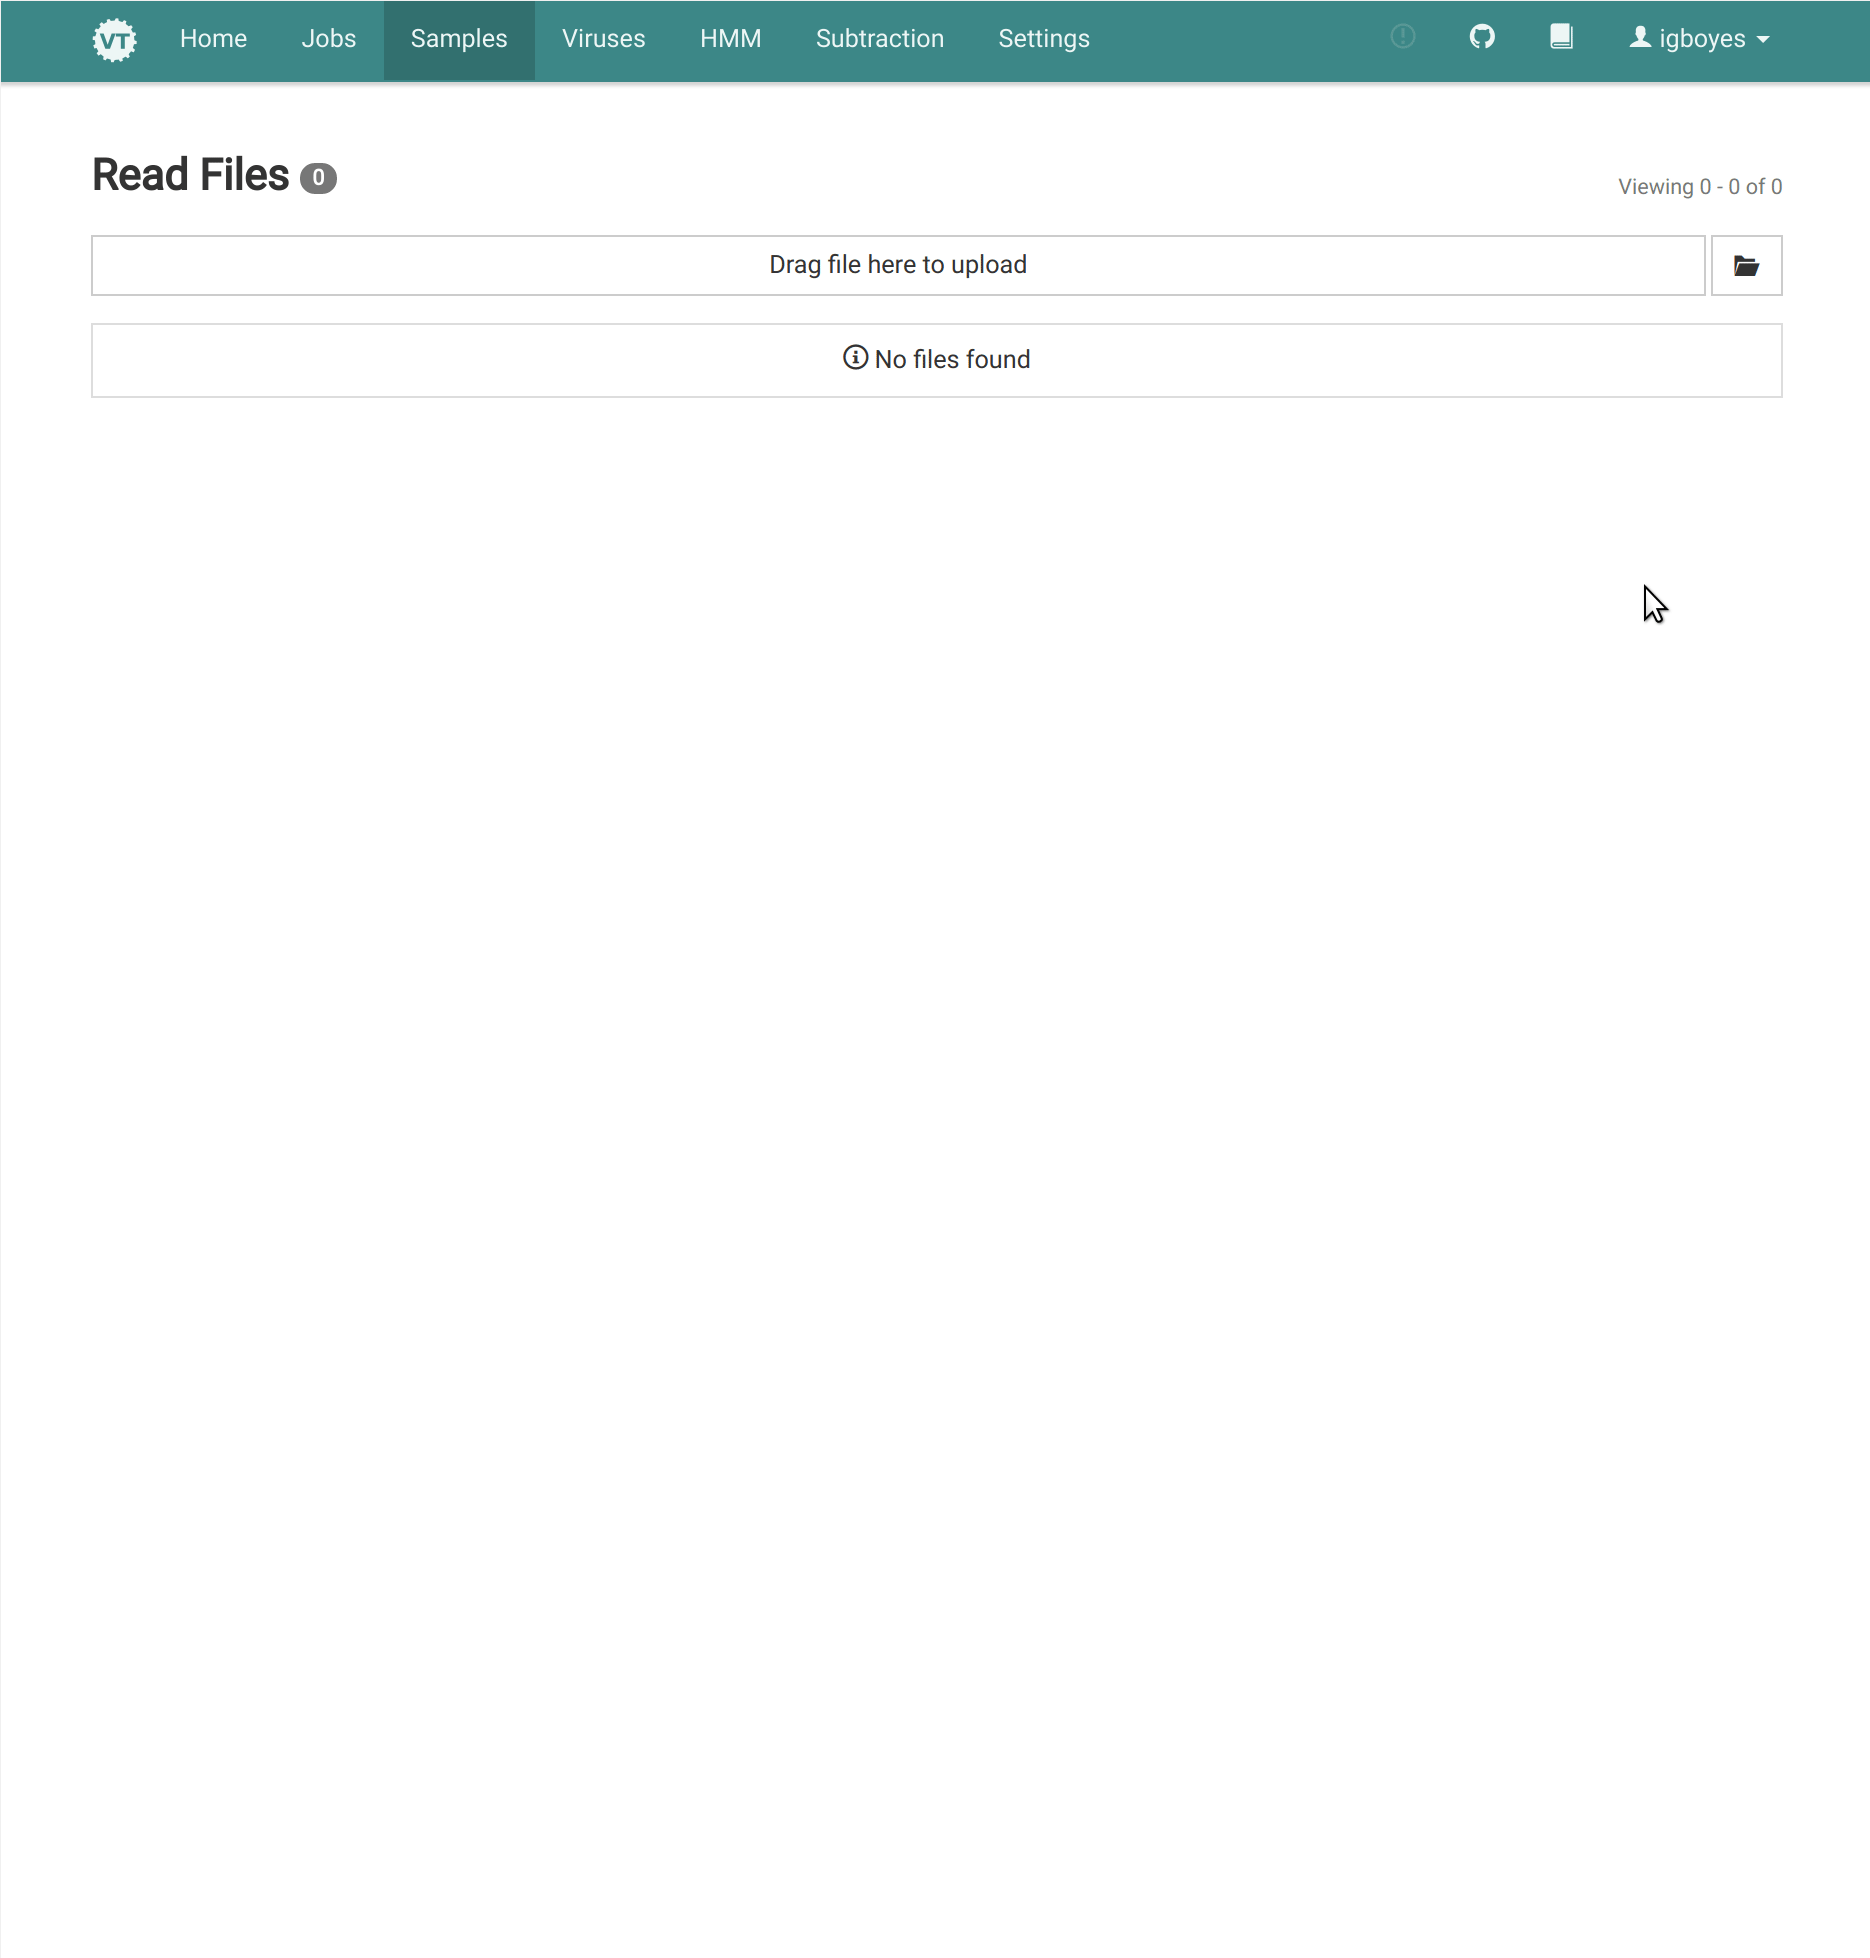 VT Home Jobs Samples Viruses HMM Subtraction Settings igboyes
Read Files 0
Viewing 0 - 0 of 0
Drag file here to upload
No files found